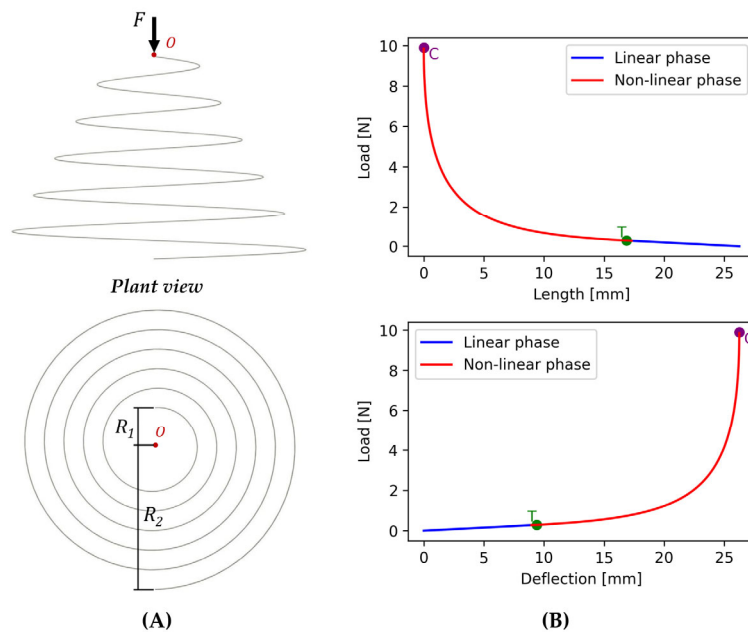 F
O
Plant view
R1
O
R2
(A)
10
8
6
4
2
0
Load [N]
C
Linear phase
Non-linear phase
T
0
5
10
15
20
25
Length [mm]
10
8
6
4
2
0
Load [N]
Linear phase
Non-linear phase
C
T
0
5
10
15
20
25
Deflection [mm]
(B)